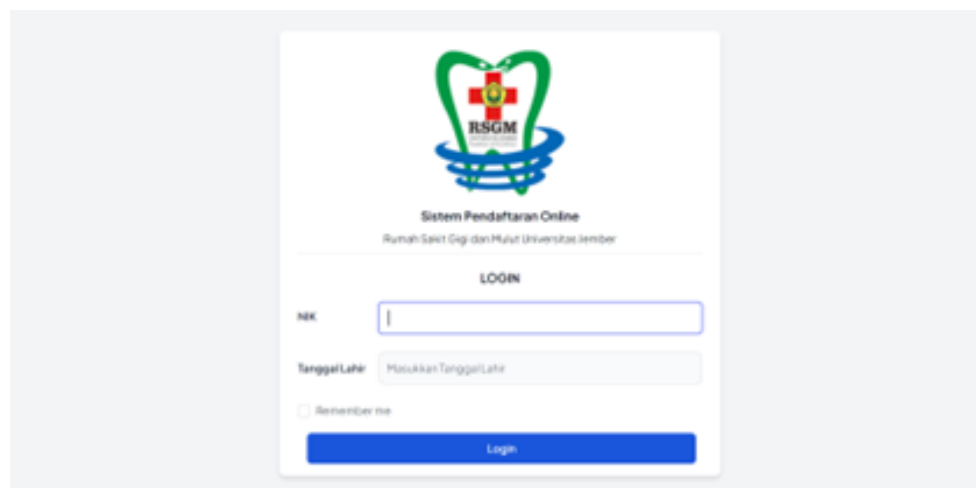 RSGM
Sistem Pendaftaran Online
Rumah Sakit Gigi dan Mulut Universitas Jember
LOGIN
NIK
Tanggal Lahir Masukkan Tanggal Lahir
Remember me
Login